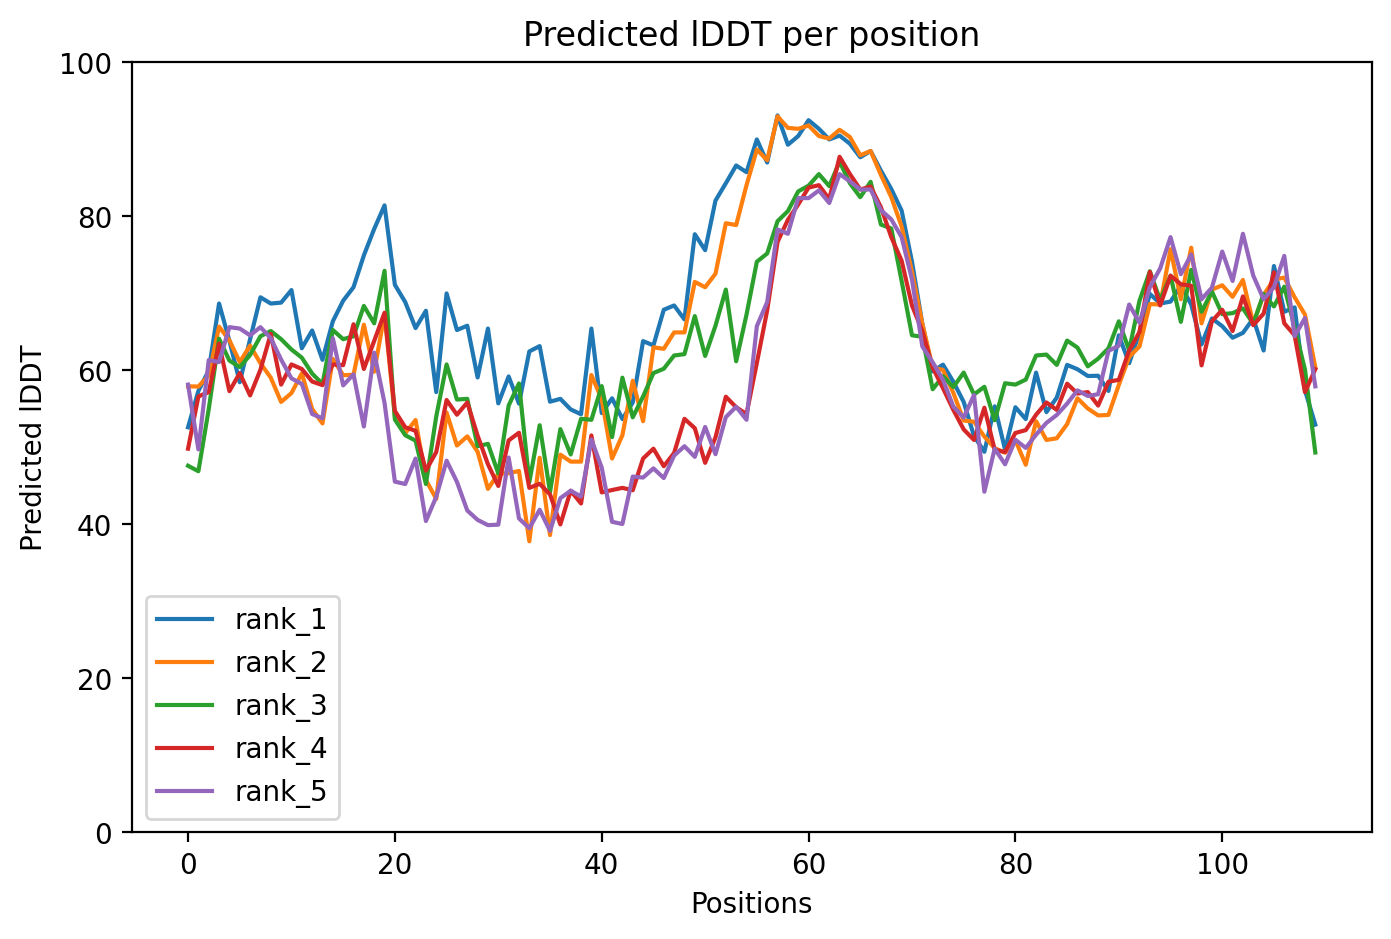 Predicted lDDT per position
100
80
60
40
20
0
Predicted lDDT
rank_1
rank_2
rank_3
rank_4
rank_5
0 20 40 60 80 100
Positions